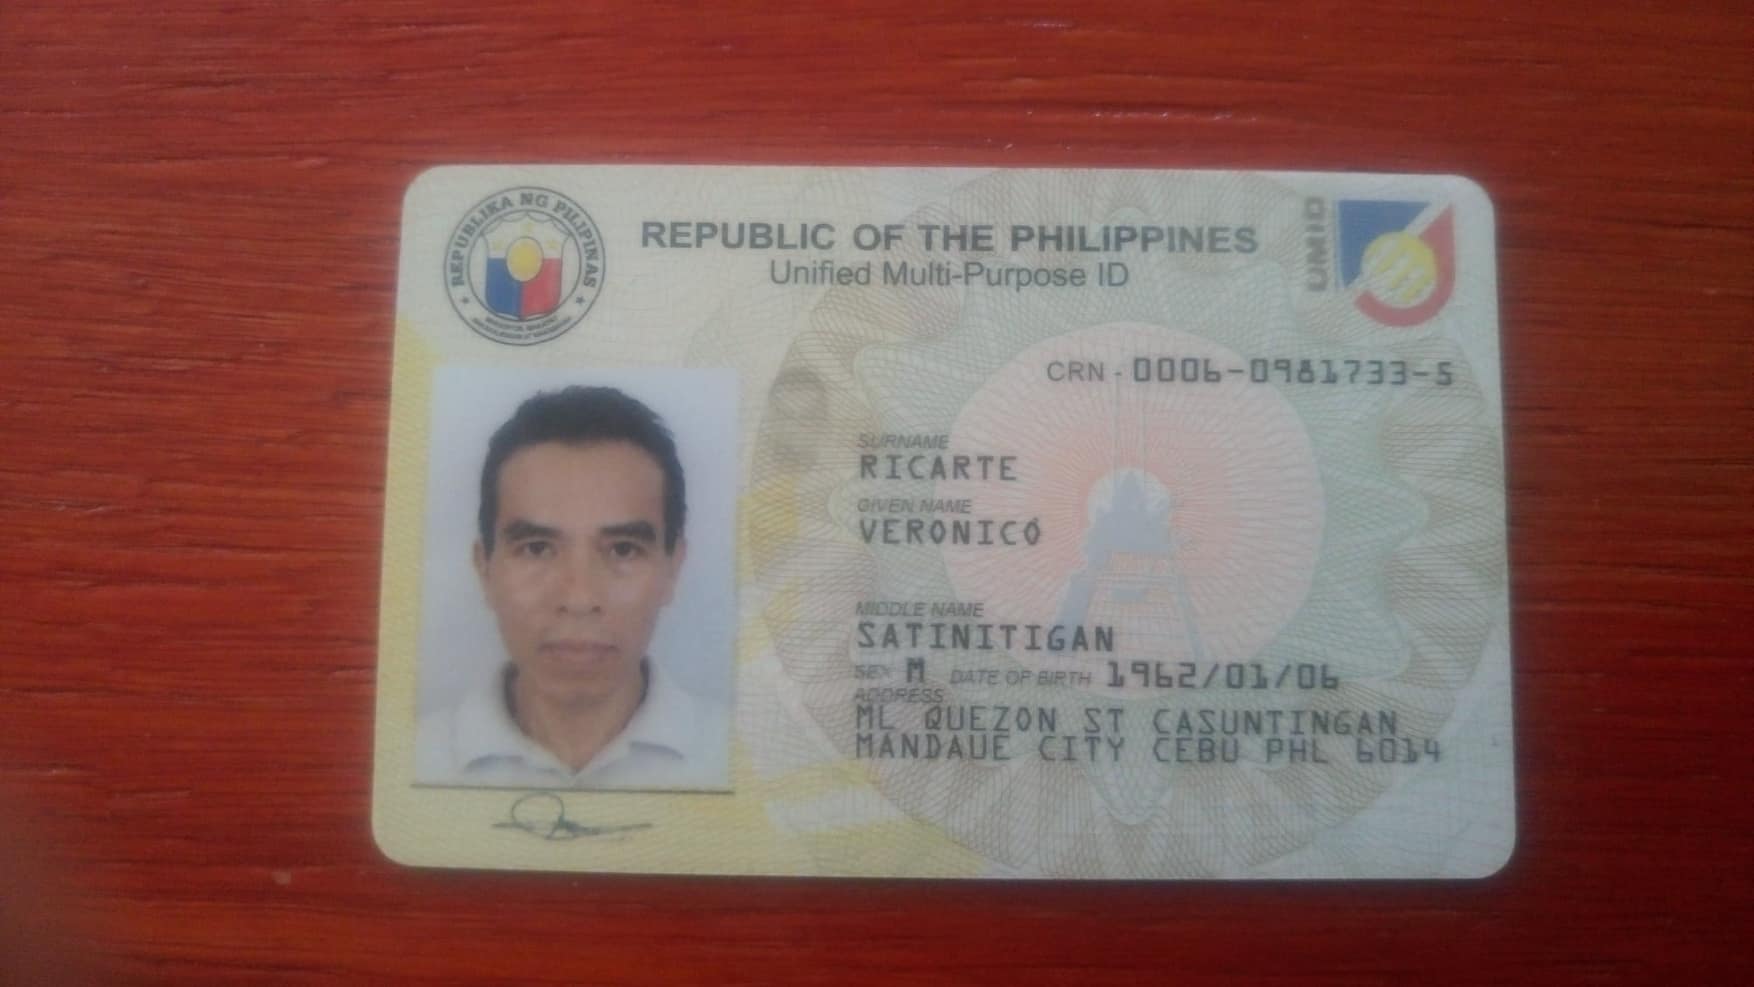 REPUBLIKA NG PILIPINAS
REPUBLIC OF THE PHILIPPINES
Unified Multi-Purpose ID
UMID
CRN - 0006-0981733-5
SURNAME
RICARTE
GIVEN NAME
VERONICO
MIDDLE NAME
SATINITIGAN
SEX M DATE OF BIRTH 1962/01/06
ADDRESS
ML QUEZON ST CASUNTINGAN
MANDAUE CITY CEBU PHL 6014